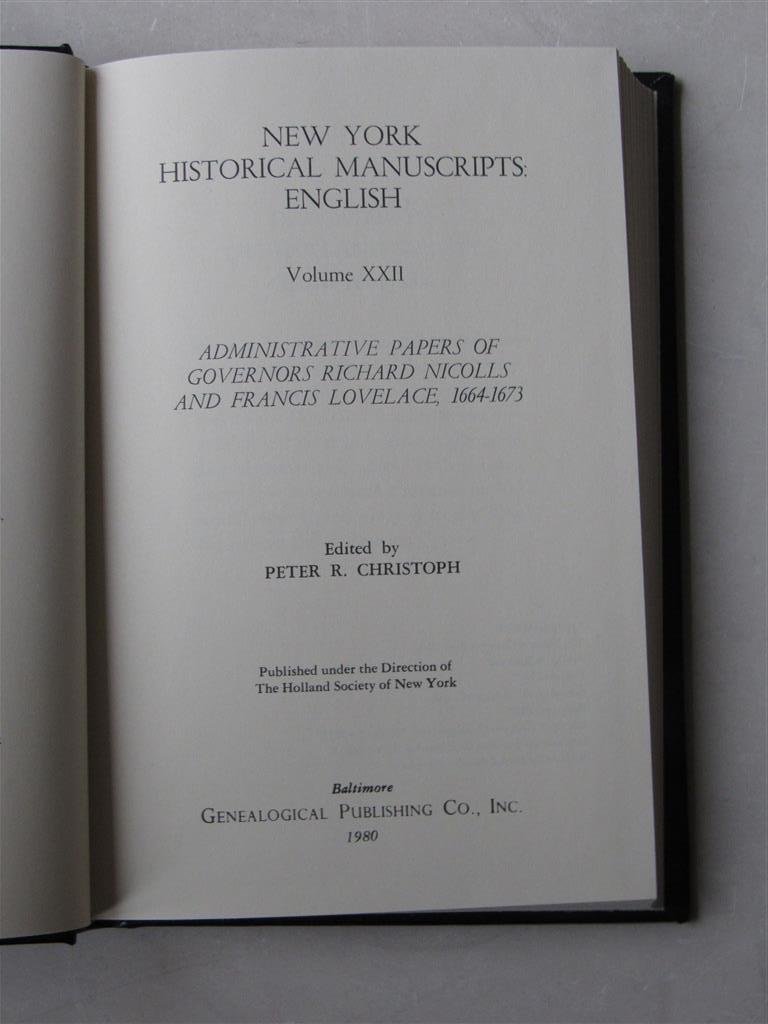 NEW YORK
HISTORICAL MANUSCRIPTS:
ENGLISH
Volume XXII
ADMINISTRATIVE PAPERS OF
GOVERNORS RICHARD NICOLLS
AND FRANCIS LOVELACE, 1664-1673
Edited by
PETER R. CHRISTOPH
Published under the Direction of
The Holland Society of New York
Baltimore
GENEALOGICAL PUBLISHING CO., INC.
1980